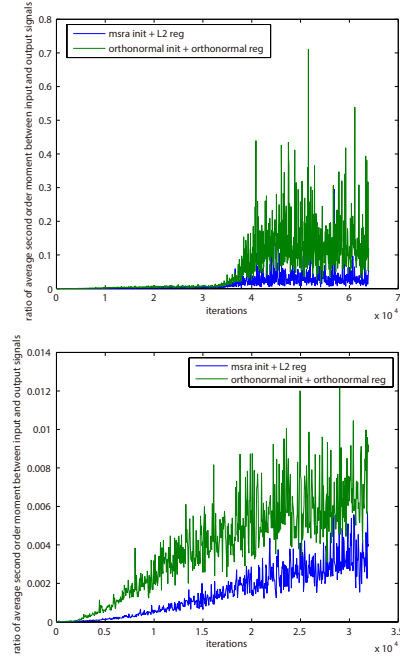 ratio of average second order moment between input and output signals
0.8
0.7
0.6
0.5
0.4
0.3
0.2
0.1
0
msra init + L2 reg
orthonormal init + orthonormal reg
0 1 2 3 4 5 6 7
iterations
x 10^4
ratio of average second order moment between input and output signals
0.014
0.012
0.01
0.008
0.006
0.004
0.002
0
msra init + L2 reg
orthonormal init + orthonormal reg
0 0.5 1 1.5 2 2.5 3 3.5
iterations
x 10^4